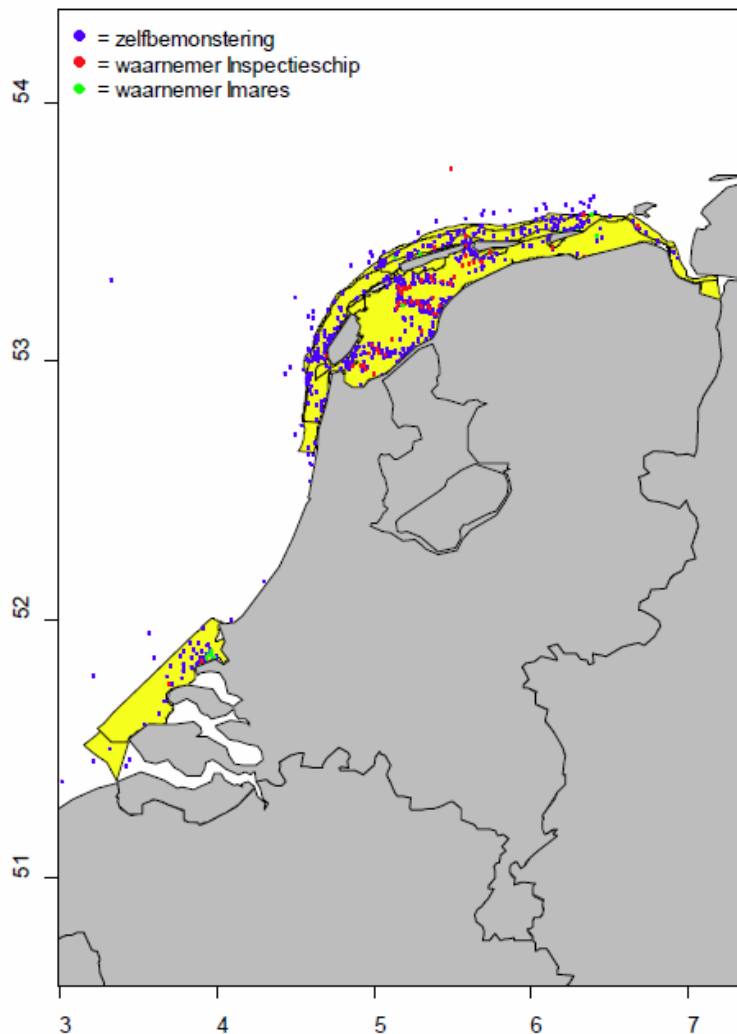 = zelfbemonstering
= waarnemer Inspectieschip
= waarnemer Imares
54
53
52
51
3 4 5 6 7